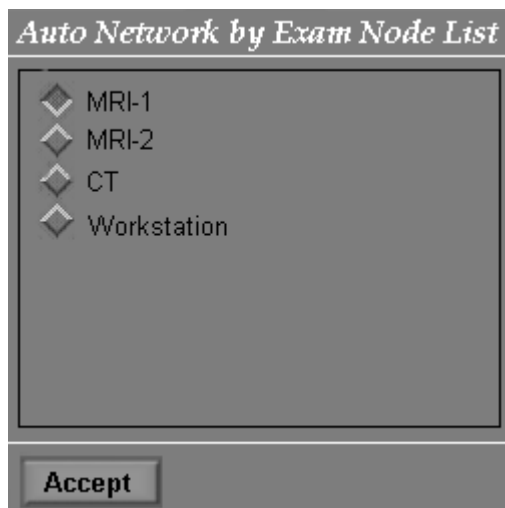 Auto Network by Exam Node List
MRI-1
MRI-2
CT
Workstation
Accept